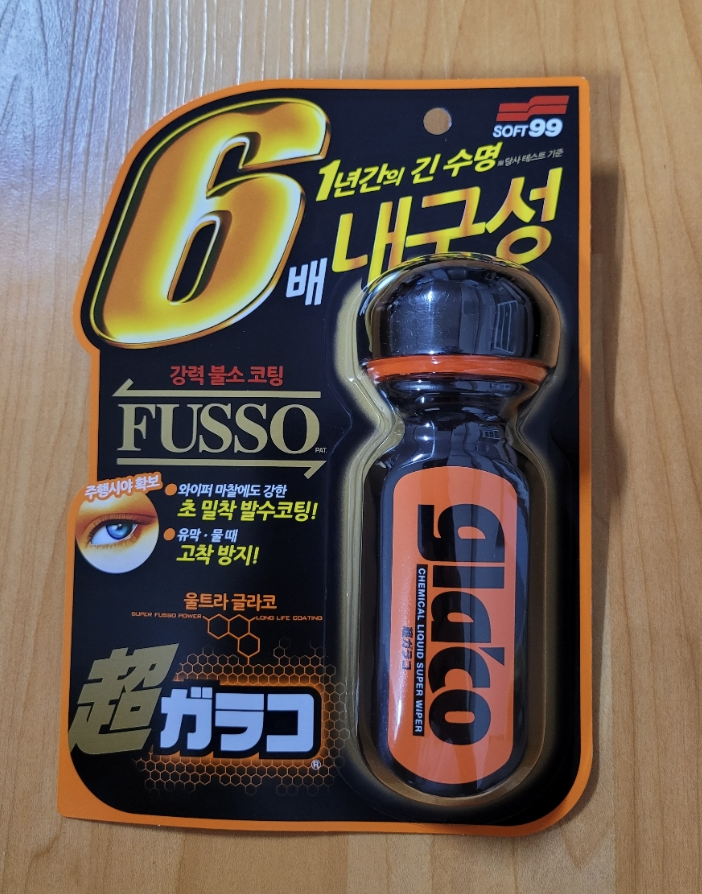 SOFT99
6배
1년간의 긴 수명 ※당사 테스트 기준
내구성
강력 불소 코팅
FUSSO
PAT.
주행시야 확보
와이퍼 마찰에도 강한
초 밀착 발수코팅!
유막·물 때
고착 방지!
울트라 글라코
SUPER FUSSO POWER LONG LIFE COATING
超ガラコ®
glaco
CHEMICAL LIQUID SUPER WIPER
超ガラコ